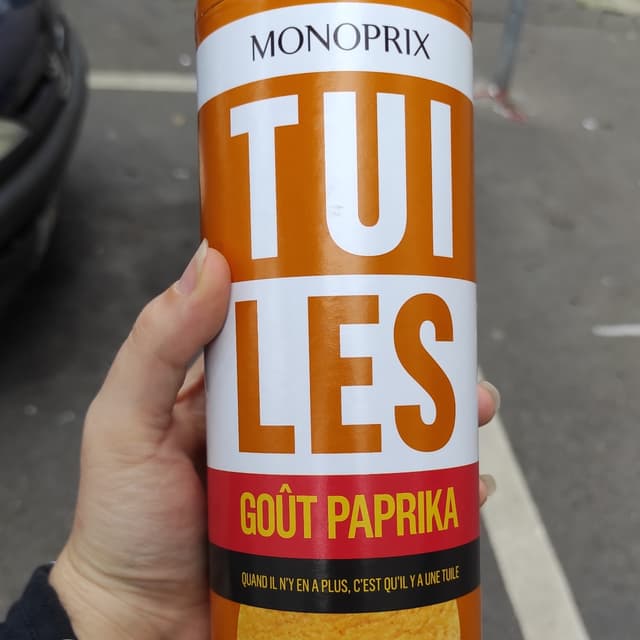 MONOPRIX
TUI
LES
GOÛT PAPRIKA
QUAND IL N'Y EN A PLUS, C'EST QU'IL Y A UNE TUILE